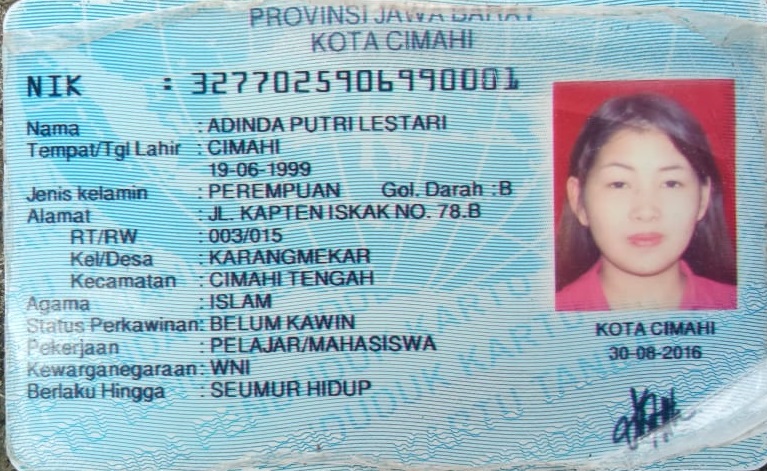 PROVINSI JAWA BARAT
KOTA CIMAHI
NIK : 3277025906990001
Nama : ADINDA PUTRI LESTARI
Tempat/Tgl Lahir : CIMAHI
19-06-1999
Jenis kelamin : PEREMPUAN Gol. Darah : B
Alamat : JL. KAPTEN ISKAK NO. 78.B
RT/RW : 003/015
Kel/Desa : KARANGMEKAR
Kecamatan : CIMAHI TENGAH
Agama : ISLAM
Status Perkawinan: BELUM KAWIN
Pekerjaan : PELAJAR/MAHASISWA
Kewarganegaraan: WNI
Berlaku Hingga : SEUMUR HIDUP
KOTA CIMAHI
30-08-2016